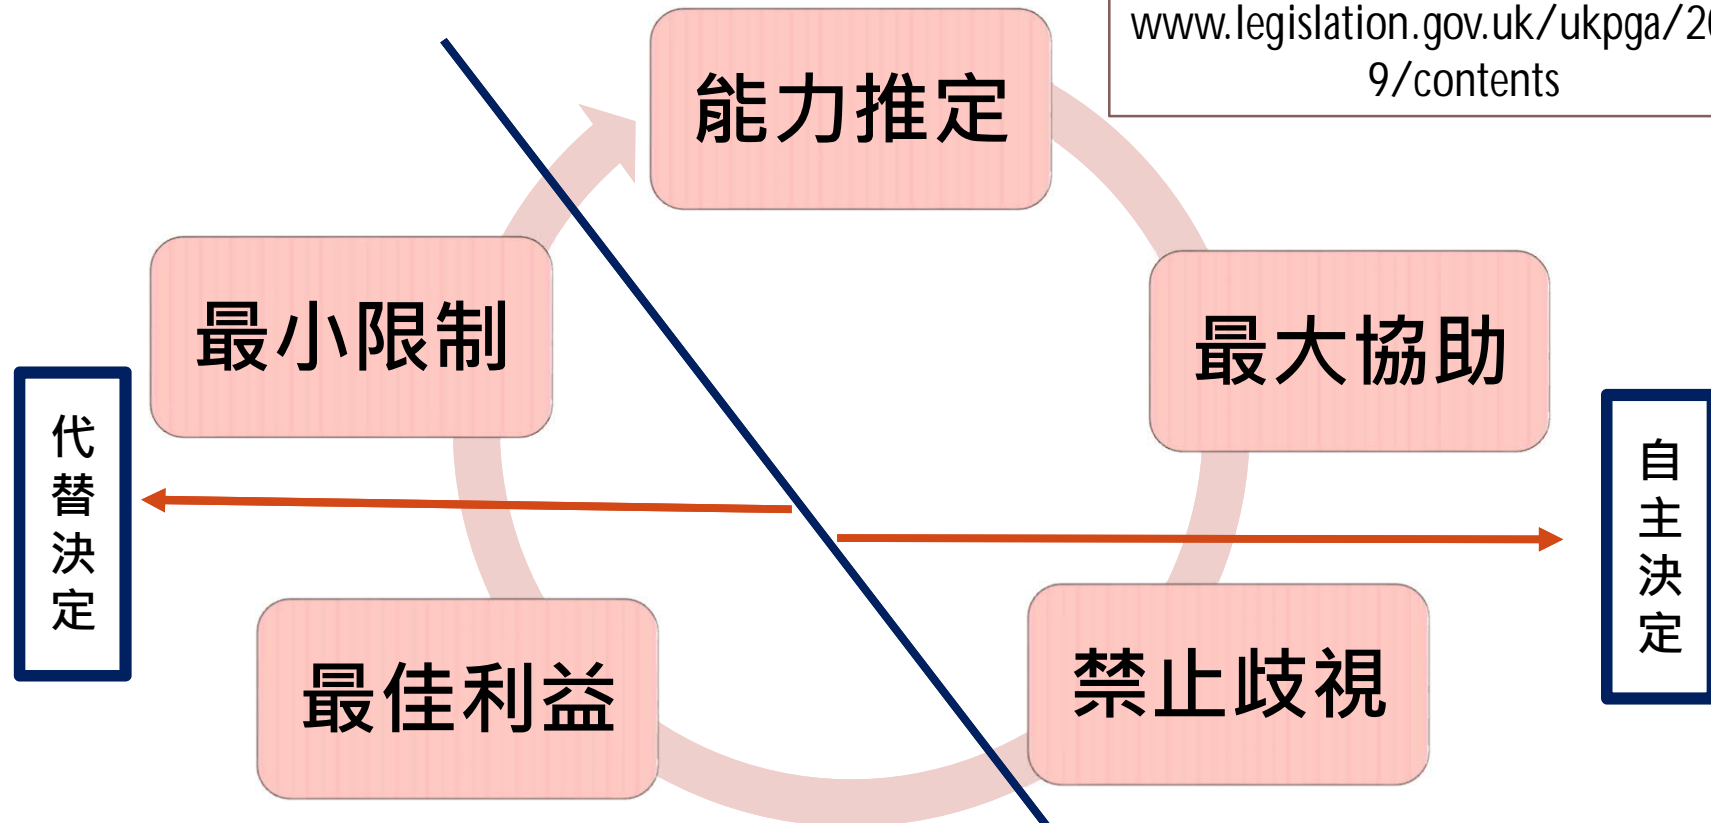 www.legislation.gov.uk/ukpga/20
9/contents
能力推定
最小限制
最大協助
代替決定
自主決定
最佳利益
禁止歧視